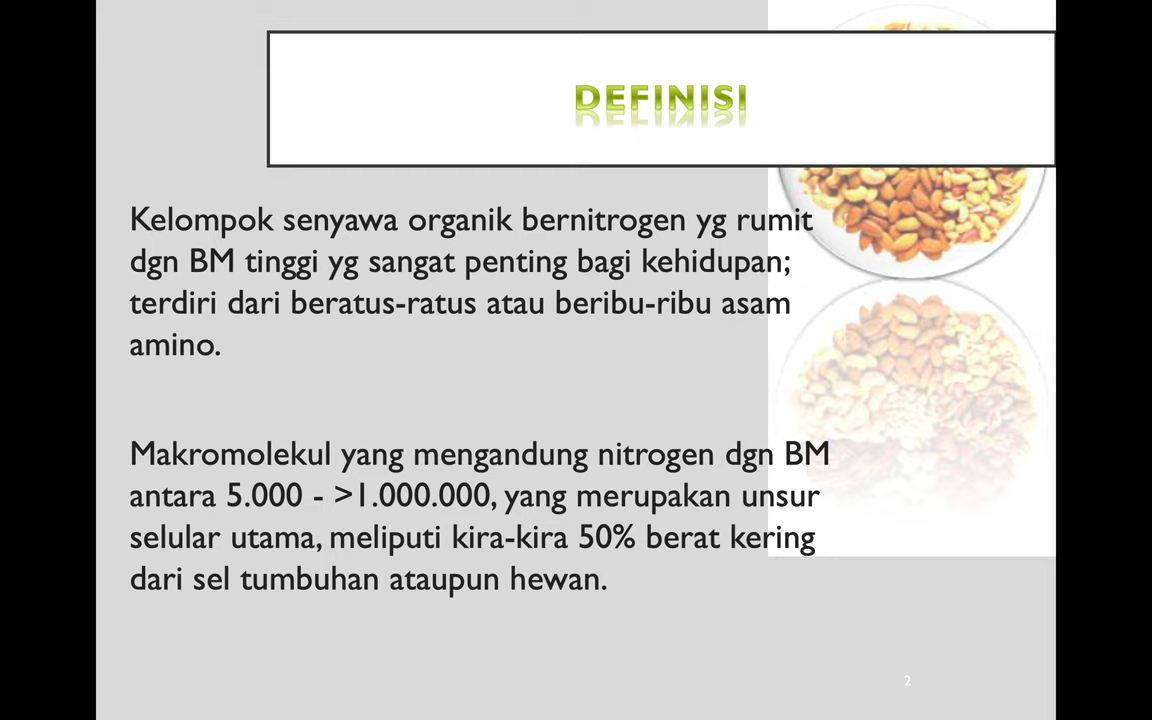 DEFINISI
Kelompok senyawa organik bernitrogen yg rumit
dgn BM tinggi yg sangat penting bagi kehidupan;
terdiri dari beratus-ratus atau beribu-ribu asam
amino.
Makromolekul yang mengandung nitrogen dgn BM
antara 5.000 - >1.000.000, yang merupakan unsur
selular utama, meliputi kira-kira 50% berat kering
dari sel tumbuhan ataupun hewan.
2